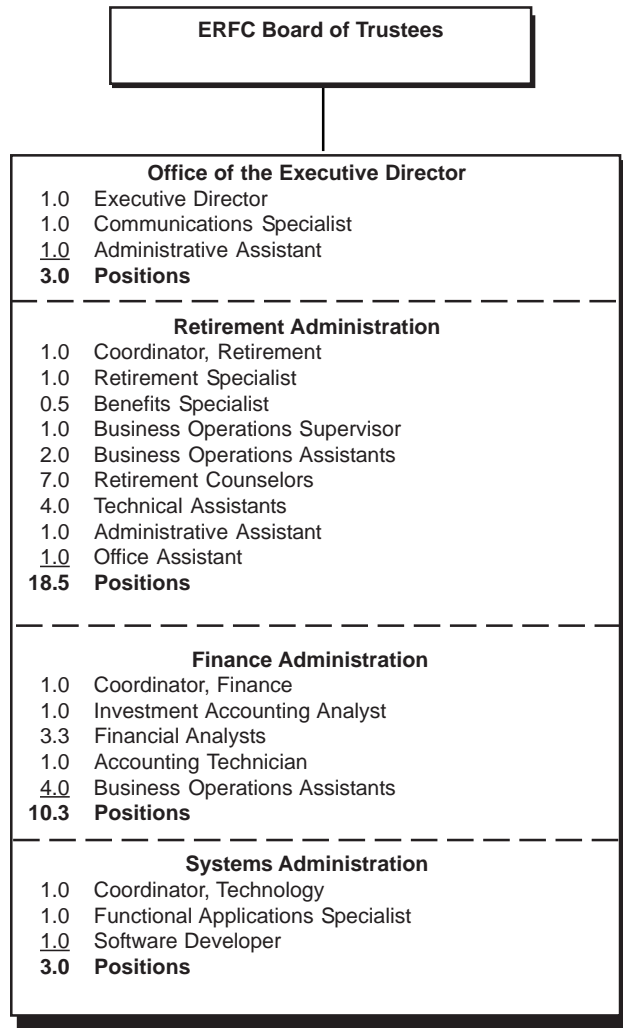 ERFC Board of Trustees
Office of the Executive Director
1.0 Executive Director
1.0 Communications Specialist
1.0 Administrative Assistant
3.0 Positions
Retirement Administration
1.0 Coordinator, Retirement
1.0 Retirement Specialist
0.5 Benefits Specialist
1.0 Business Operations Supervisor
2.0 Business Operations Assistants
7.0 Retirement Counselors
4.0 Technical Assistants
1.0 Administrative Assistant
1.0 Office Assistant
18.5 Positions
Finance Administration
1.0 Coordinator, Finance
1.0 Investment Accounting Analyst
3.3 Financial Analysts
1.0 Accounting Technician
4.0 Business Operations Assistants
10.3 Positions
Systems Administration
1.0 Coordinator, Technology
1.0 Functional Applications Specialist
1.0 Software Developer
3.0 Positions